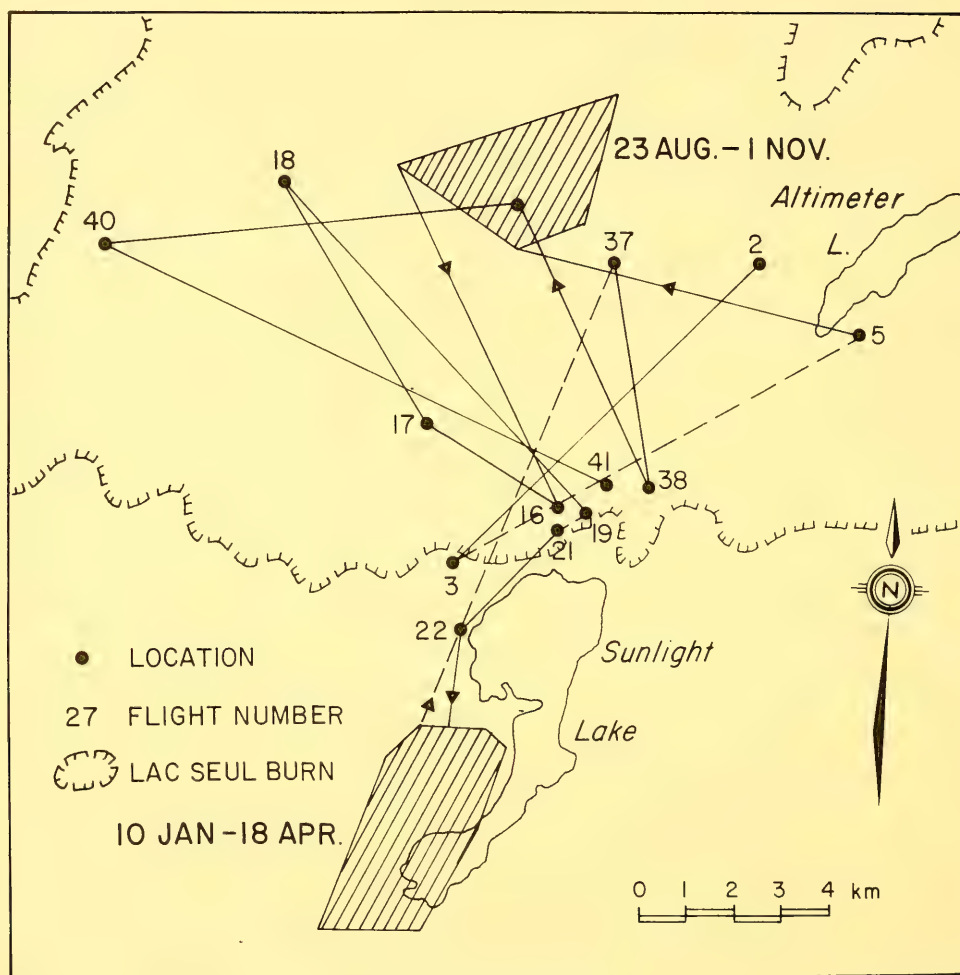 23 AUG. – 1 NOV.
18
Altimeter
L.
40
37
2
5
17
41
38
16
19
21
3
N
22
Sunlight
LOCATION
27 FLIGHT NUMBER
Lake
LAC SEUL BURN
10 JAN – 18 APR.
0 1 2 3 4 km